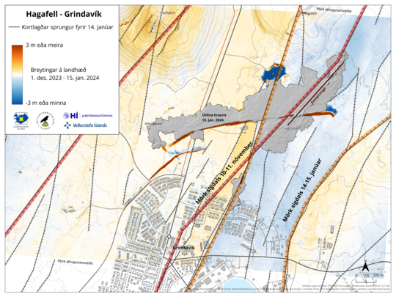 Hagafell - Grindavík
Kortlagðar sprungur fyrir 14. janúar
3 m eða meira
Breytingar á landhæð
1. des. 2023 - 15. jan. 2024
-3 m eða minna
HÍ
Veðurstofa Íslands
Útlína hrauns
15. jan. 2024
Mörk sigdals 10-11. nóvember
Mörk sigdals 14-15. janúar
Grindavík